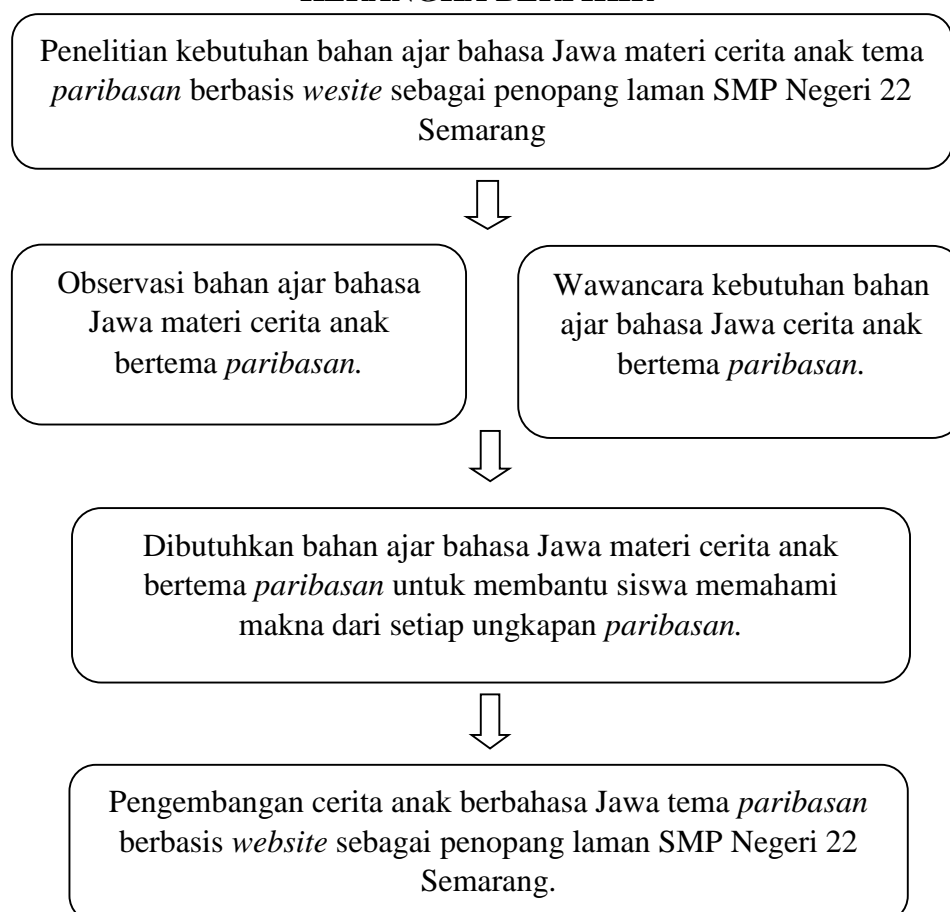 Penelitian kebutuhan bahan ajar bahasa Jawa materi cerita anak tema
paribasan berbasis wesite sebagai penopang laman SMP Negeri 22
Semarang
Observasi bahan ajar bahasa
Jawa materi cerita anak
bertema paribasan.
Wawancara kebutuhan bahan
ajar bahasa Jawa cerita anak
bertema paribasan.
Dibutuhkan bahan ajar bahasa Jawa materi cerita anak
bertema paribasan untuk membantu siswa memahami
makna dari setiap ungkapan paribasan.
Pengembangan cerita anak berbahasa Jawa tema paribasan
berbasis website sebagai penopang laman SMP Negeri 22
Semarang.